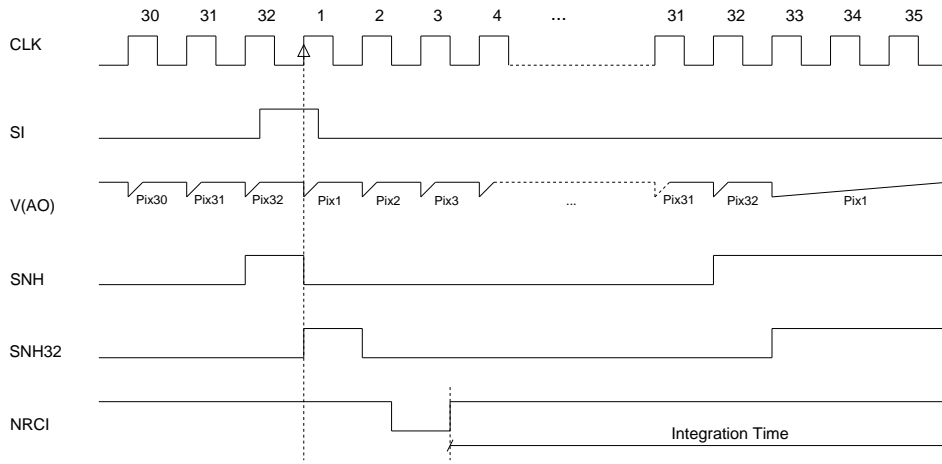 30 31 32 1 2 3 4 ... 31 32 33 34 35
CLK
SI
V(AO)
Pix30 Pix31 Pix32 Pix1 Pix2 Pix3 ... Pix31 Pix32 Pix1
SNH
SNH32
NRCI
Integration Time